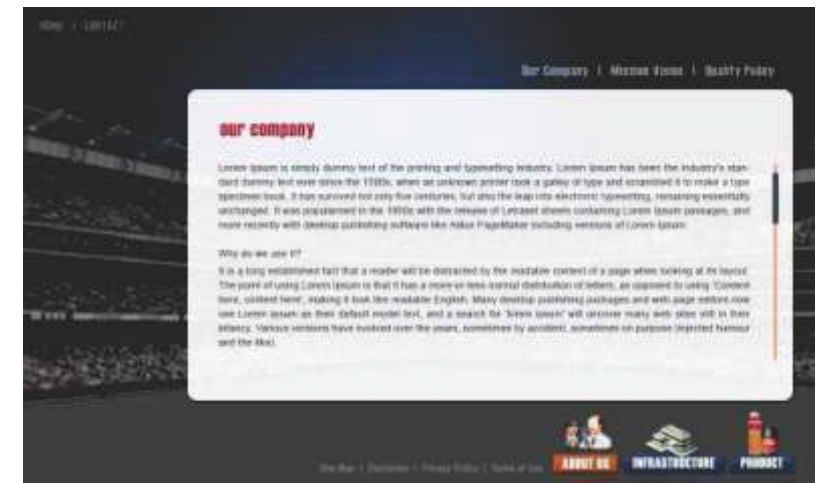 HOME | CONTACT
Our Company | Mission Vision | Quality Policy
our company
Lorem Ipsum is simply dummy text of the printing and typesetting industry. Lorem Ipsum has been the industry's stan-
dard dummy text ever since the 1500s, when an unknown printer took a galley of type and scrambled it to make a type
specimen book. It has survived not only five centuries, but also the leap into electronic typesetting, remaining essentially
unchanged. It was popularised in the 1960s with the release of Letraset sheets containing Lorem Ipsum passages, and
more recently with desktop publishing software like Aldus PageMaker including versions of Lorem Ipsum.
Why do we use it?
It is a long established fact that a reader will be distracted by the readable content of a page when looking at its layout.
The point of using Lorem Ipsum is that it has a more-or-less normal distribution of letters, as opposed to using 'Content
here, content here', making it look like readable English. Many desktop publishing packages and web page editors now
use Lorem Ipsum as their default model text, and a search for 'lorem ipsum' will uncover many web sites still in their
infancy. Various versions have evolved over the years, sometimes by accident, sometimes on purpose (injected humour
and the like).
ABOUT US INFRASTRUCTURE PRODUCT
Site Map | Disclaimer | Privacy Policy | Terms of Use